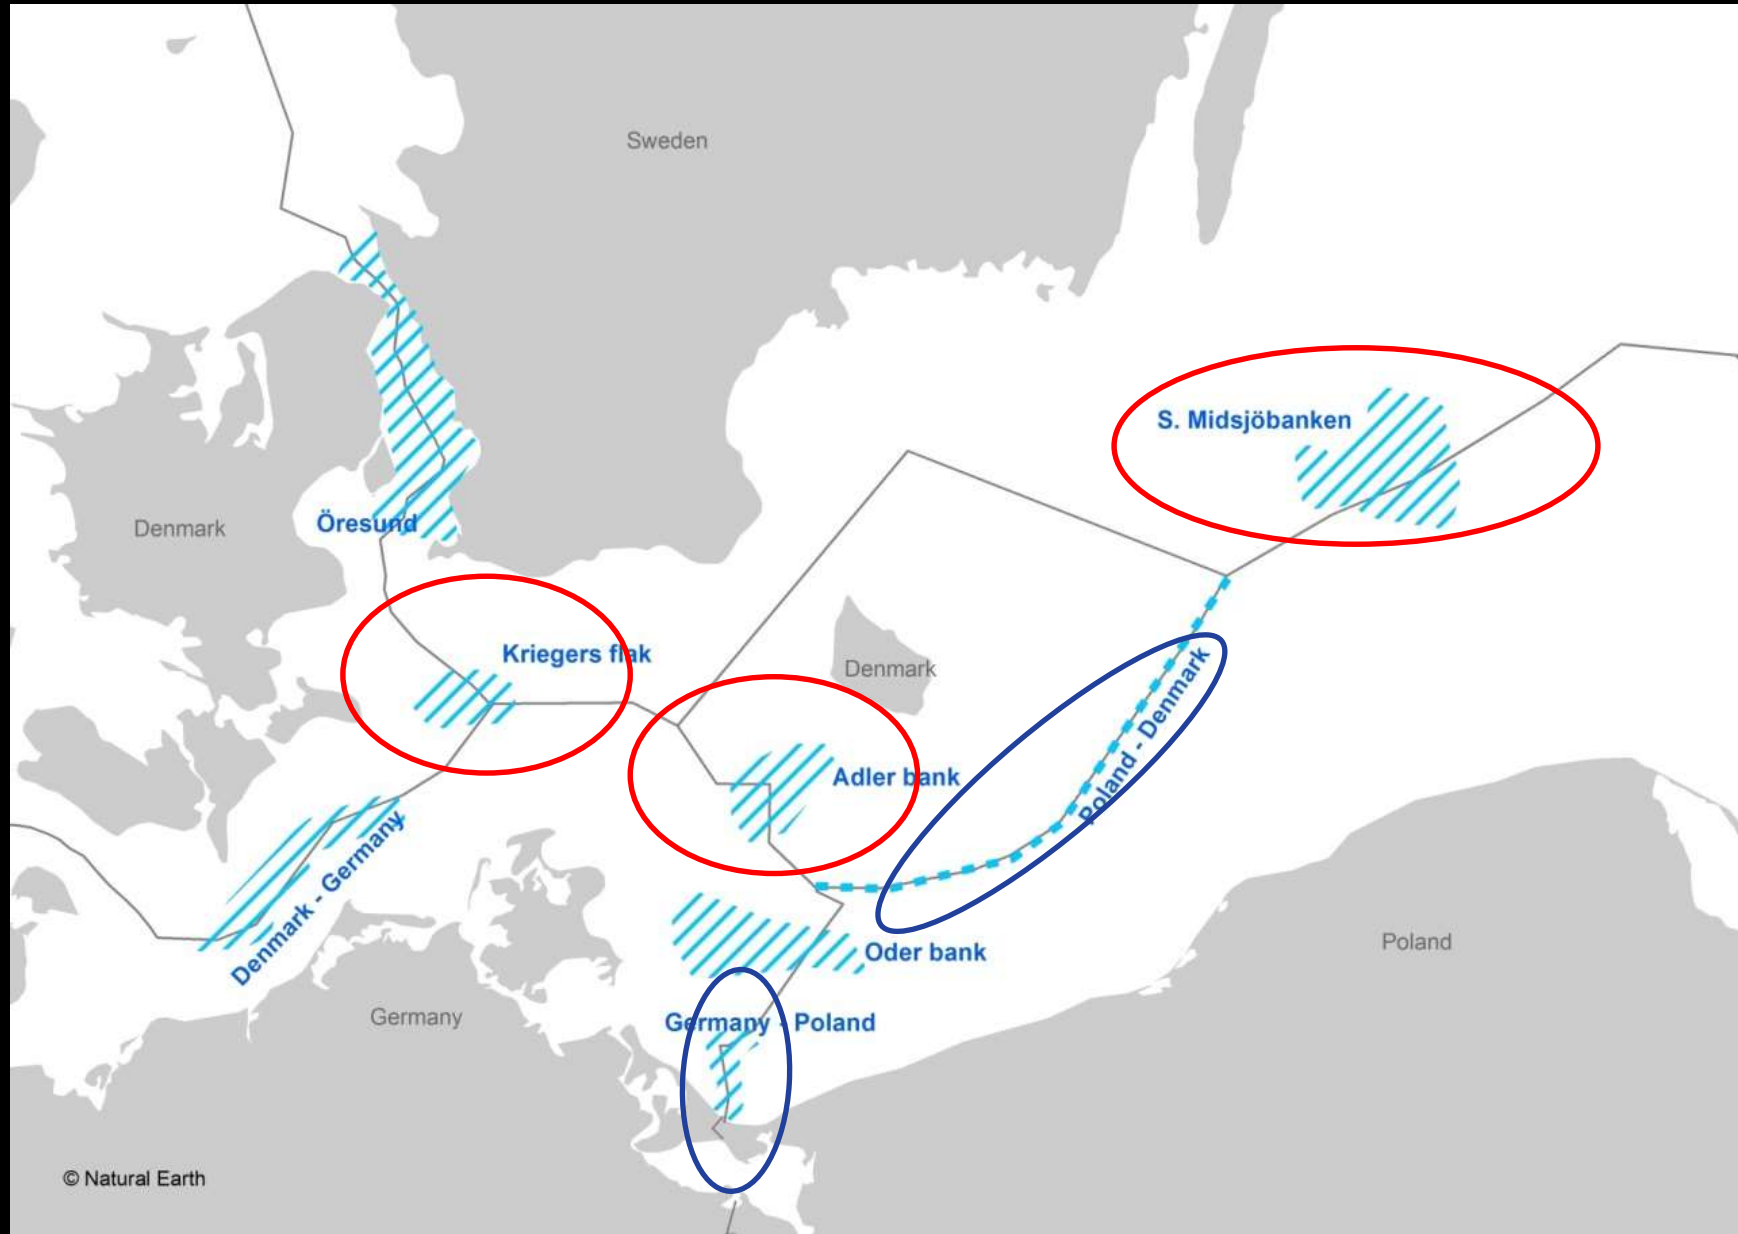 Sweden
S. Midsjöbanken
Öresund
Denmark
Kriegers flak
Denmark
Poland - Denmark
Adler bank
Denmark - Germany
Oder bank
Poland
Germany
Germany - Poland
© Natural Earth